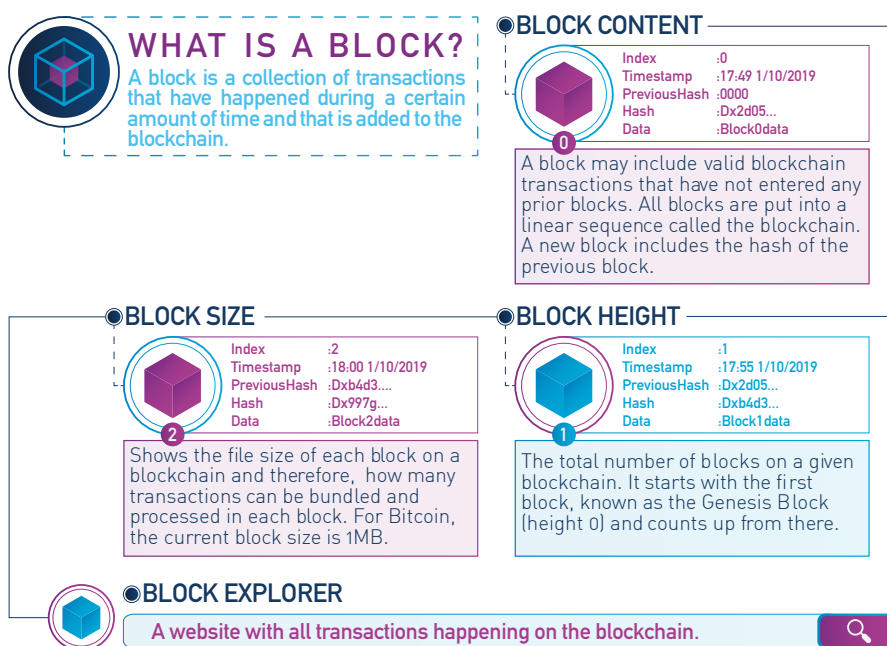 WHAT IS A BLOCK?
A block is a collection of transactions
that have happened during a certain
amount of time and that is added to the
blockchain.
BLOCK CONTENT
Index :0
Timestamp :17:49 1/10/2019
PreviousHash :0000
Hash :Dx2d05...
Data :Block0data
0
A block may include valid blockchain
transactions that have not entered any
prior blocks. All blocks are put into a
linear sequence called the blockchain.
A new block includes the hash of the
previous block.
BLOCK SIZE
Index :2
Timestamp :18:00 1/10/2019
PreviousHash :Dxb4d3....
Hash :Dx997g...
Data :Block2data
2
Shows the file size of each block on a
blockchain and therefore, how many
transactions can be bundled and
processed in each block. For Bitcoin,
the current block size is 1MB.
BLOCK HEIGHT
Index :1
Timestamp :17:55 1/10/2019
PreviousHash :Dx2d05...
Hash :Dxb4d3...
Data :Block1data
1
The total number of blocks on a given
blockchain. It starts with the first
block, known as the Genesis Block
(height 0) and counts up from there.
BLOCK EXPLORER
A website with all transactions happening on the blockchain.